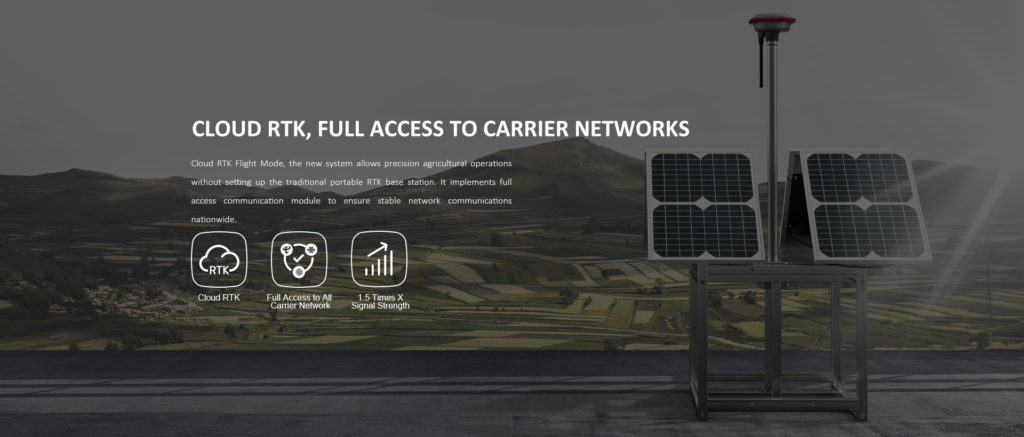 CLOUD RTK, FULL ACCESS TO CARRIER NETWORKS
Cloud RTK Flight Mode, the new system allows precision agricultural operations
without setting up the traditional portable RTK base station. It implements full
access communication module to ensure stable network communications
nationwide.
RTK
Cloud RTK
Full Access to All
Carrier Network
1.5 Times X
Signal Strength